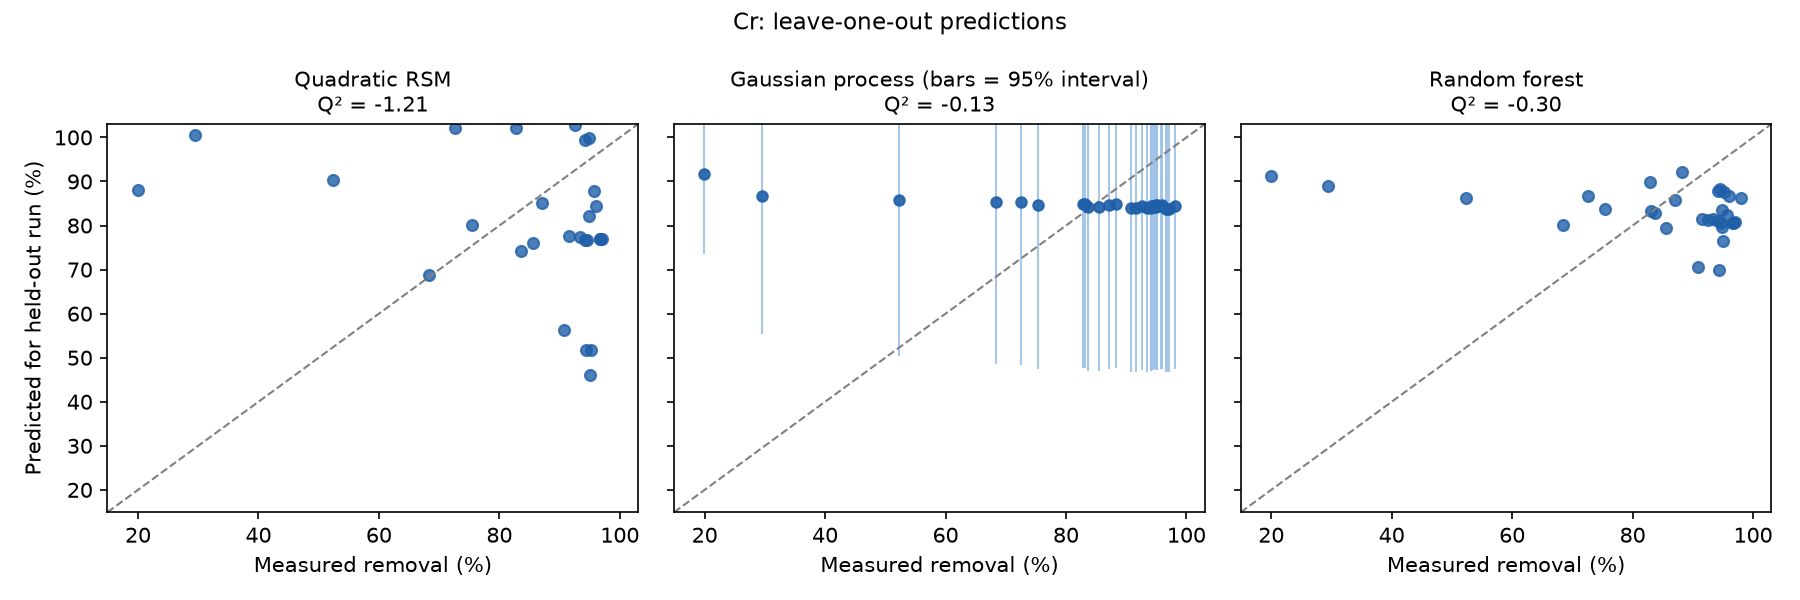 Cr: leave-one-out predictions
Quadratic RSM
Q² = -1.21
Gaussian process (bars = 95% interval)
Q² = -0.13
Random forest
Q² = -0.30
Predicted for held-out run (%)
100
90
80
70
60
50
40
30
20
20 40 60 80 100
20 40 60 80 100
20 40 60 80 100
Measured removal (%)
Measured removal (%)
Measured removal (%)